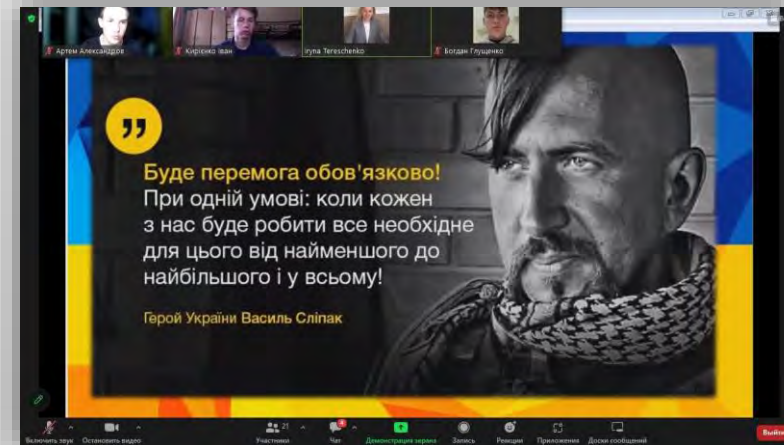 Артем Александров
Кирієнко Іван
Iryna Tereschenko
Богдан Глущенко
Буде перемога обов'язково!
При одній умові: коли кожен
з нас буде робити все необхідне
для цього від найменшого до
найбільшого і у всьому!
Герой України Василь Сліпак
Включить звук
Остановить видео
Участники
21
Чат
Демонстрация экрана
Запись
Реакции
Приложения
Доски сообщений